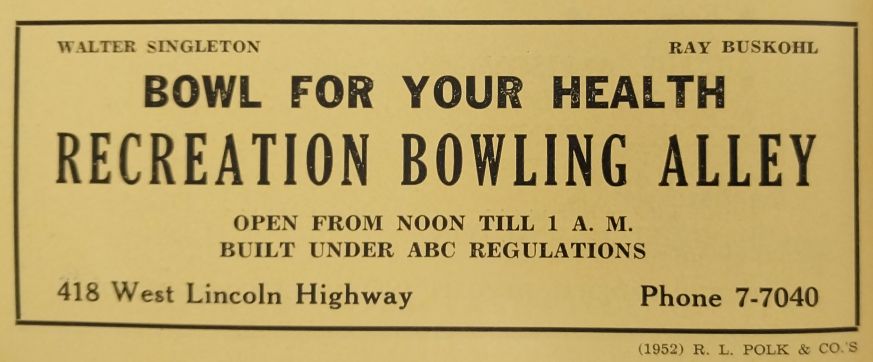 WALTER SINGLETON RAY BUSKOHL
BOWL FOR YOUR HEALTH
RECREATION BOWLING ALLEY
OPEN FROM NOON TILL 1 A. M.
BUILT UNDER ABC REGULATIONS
418 West Lincoln Highway Phone 7-7040
(1952) R. L. POLK & CO.'S